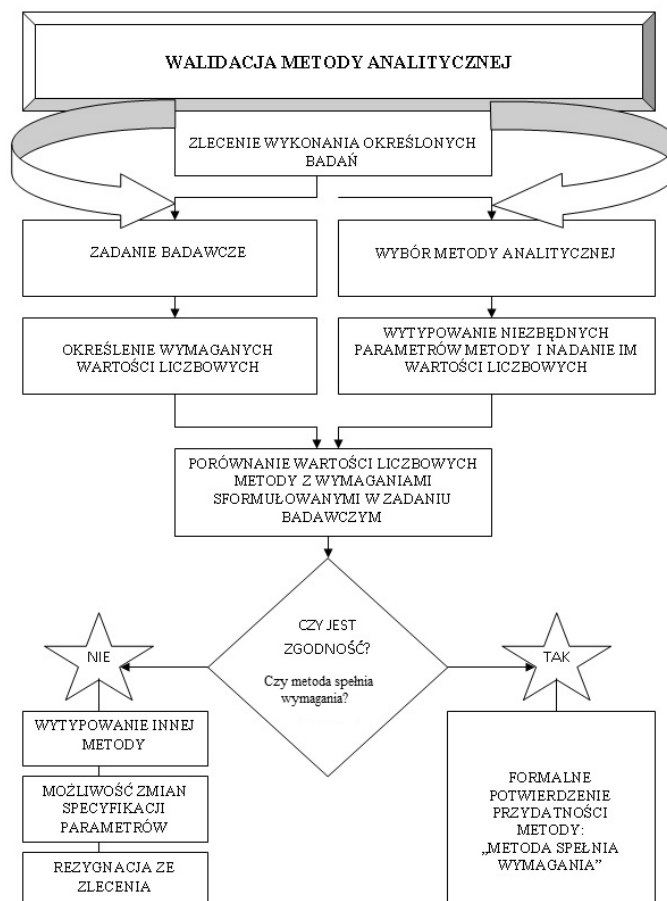 WALIDACJA METODY ANALITYCZNEJ
ZLECENIE WYKONANIA OKREŚLONYCH
BADAŃ
ZADANIE BADAWCZE
WYBÓR METODY ANALITYCZNEJ
OKREŚLENIE WYMAGANYCH
WARTOŚCI LICZBOWYCH
WYTYPOWANIE NIEZBĘDNYCH
PARAMETRÓW METODY I NADANIE IM
WARTOŚCI LICZBOWYCH
PORÓWNANIE WARTOŚCI LICZBOWYCH
METODY Z WYMAGANIAMI
SFORMUŁOWANYMI W ZADANIU
BADAWCZYM
CZY JEST
ZGODNOŚĆ?
Czy metoda spełnia
wymagania?
NIE
TAK
WYTYPOWANIE INNEJ
METODY
MOŻLIWOŚĆ ZMIAN
SPECYFIKACJI
PARAMETRÓW
REZYGNACJA ZE
ZLECENIA
FORMALNE
POTWIERDZENIE
PRZYDATNOŚCI
METODY:
„METODA SPEŁNIA
WYMAGANIA”